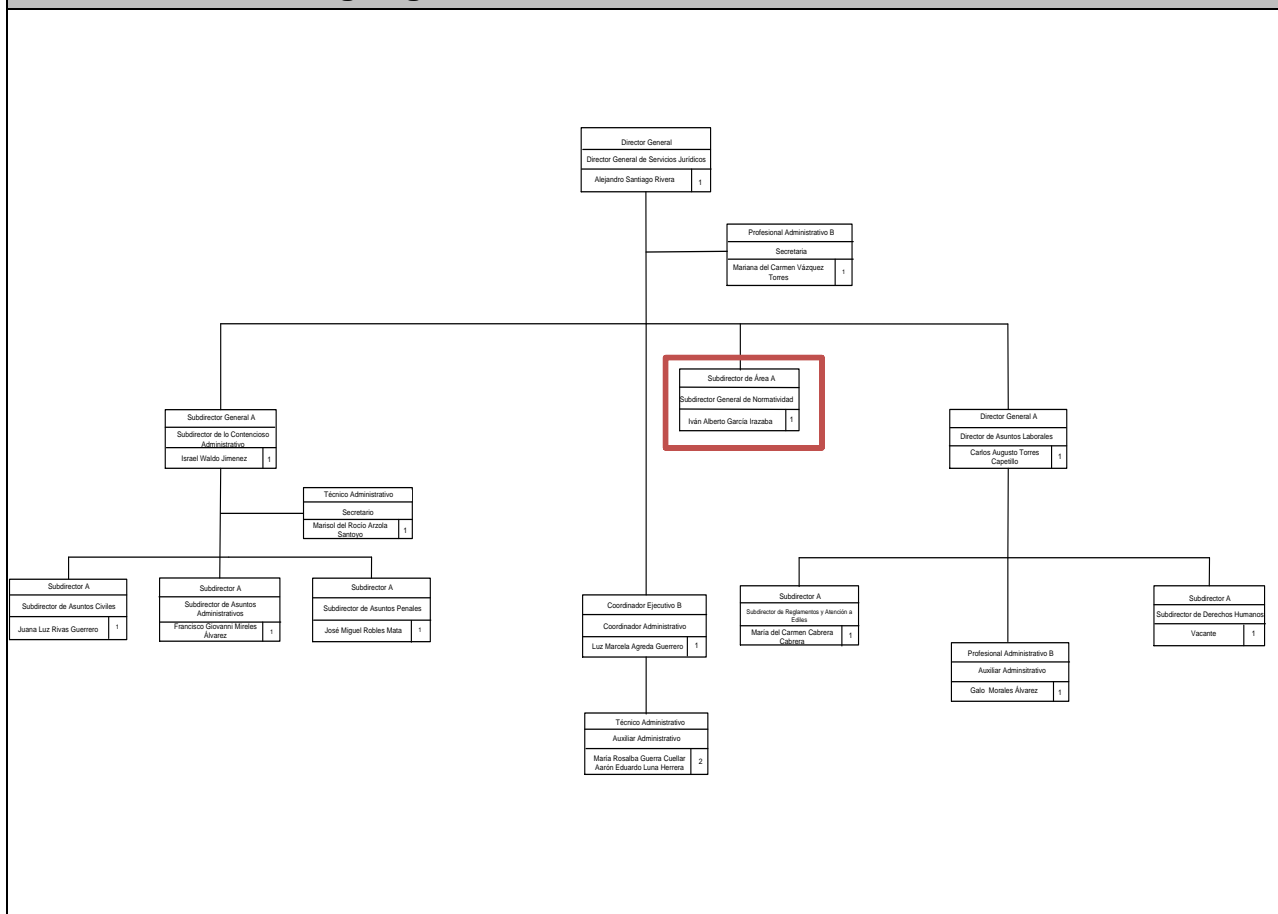 Director General
Director General de Servicios Jurídicos
Alejandro Santiago Rivera 1
Profesional Administrativo B
Secretaria
Mariana del Carmen Vázquez
Torres
1
Subdirector de Área A
Subdirector General de Normatividad
Iván Alberto García Irazaba 1
Subdirector General A
Subdirector de lo Contencioso
Administrativo
Israel Waldo Jimenez 1
Director General A
Director de Asuntos Laborales
Carlos Augusto Torres
Capetillo
1
Técnico Administrativo
Secretario
Marisol del Rocío Arzola
Santoyo
1
Subdirector A
Subdirector de Asuntos Civiles
Juana Luz Rivas Guerrero 1
Subdirector A
Subdirector de Asuntos
Administrativos
Francisco Giovanni Mireles
Álvarez
1
Subdirector A
Subdirector de Asuntos Penales
José Miguel Robles Mata 1
Coordinador Ejecutivo B
Coordinador Administrativo
Luz Marcela Agreda Guerrero 1
Subdirector A
Subdirector de Reglamentos y Atención a
Ediles
María del Carmen Cabrera
Cabrera
1
Subdirector A
Subdirector de Derechos Humanos
Vacante 1
Profesional Administrativo B
Auxiliar Adminsitrativo
Galo Morales Álvarez 1
Técnico Administrativo
Auxiliar Administrativo
María Rosalba Guerra Cuellar
Aarón Eduardo Luna Herrera
2